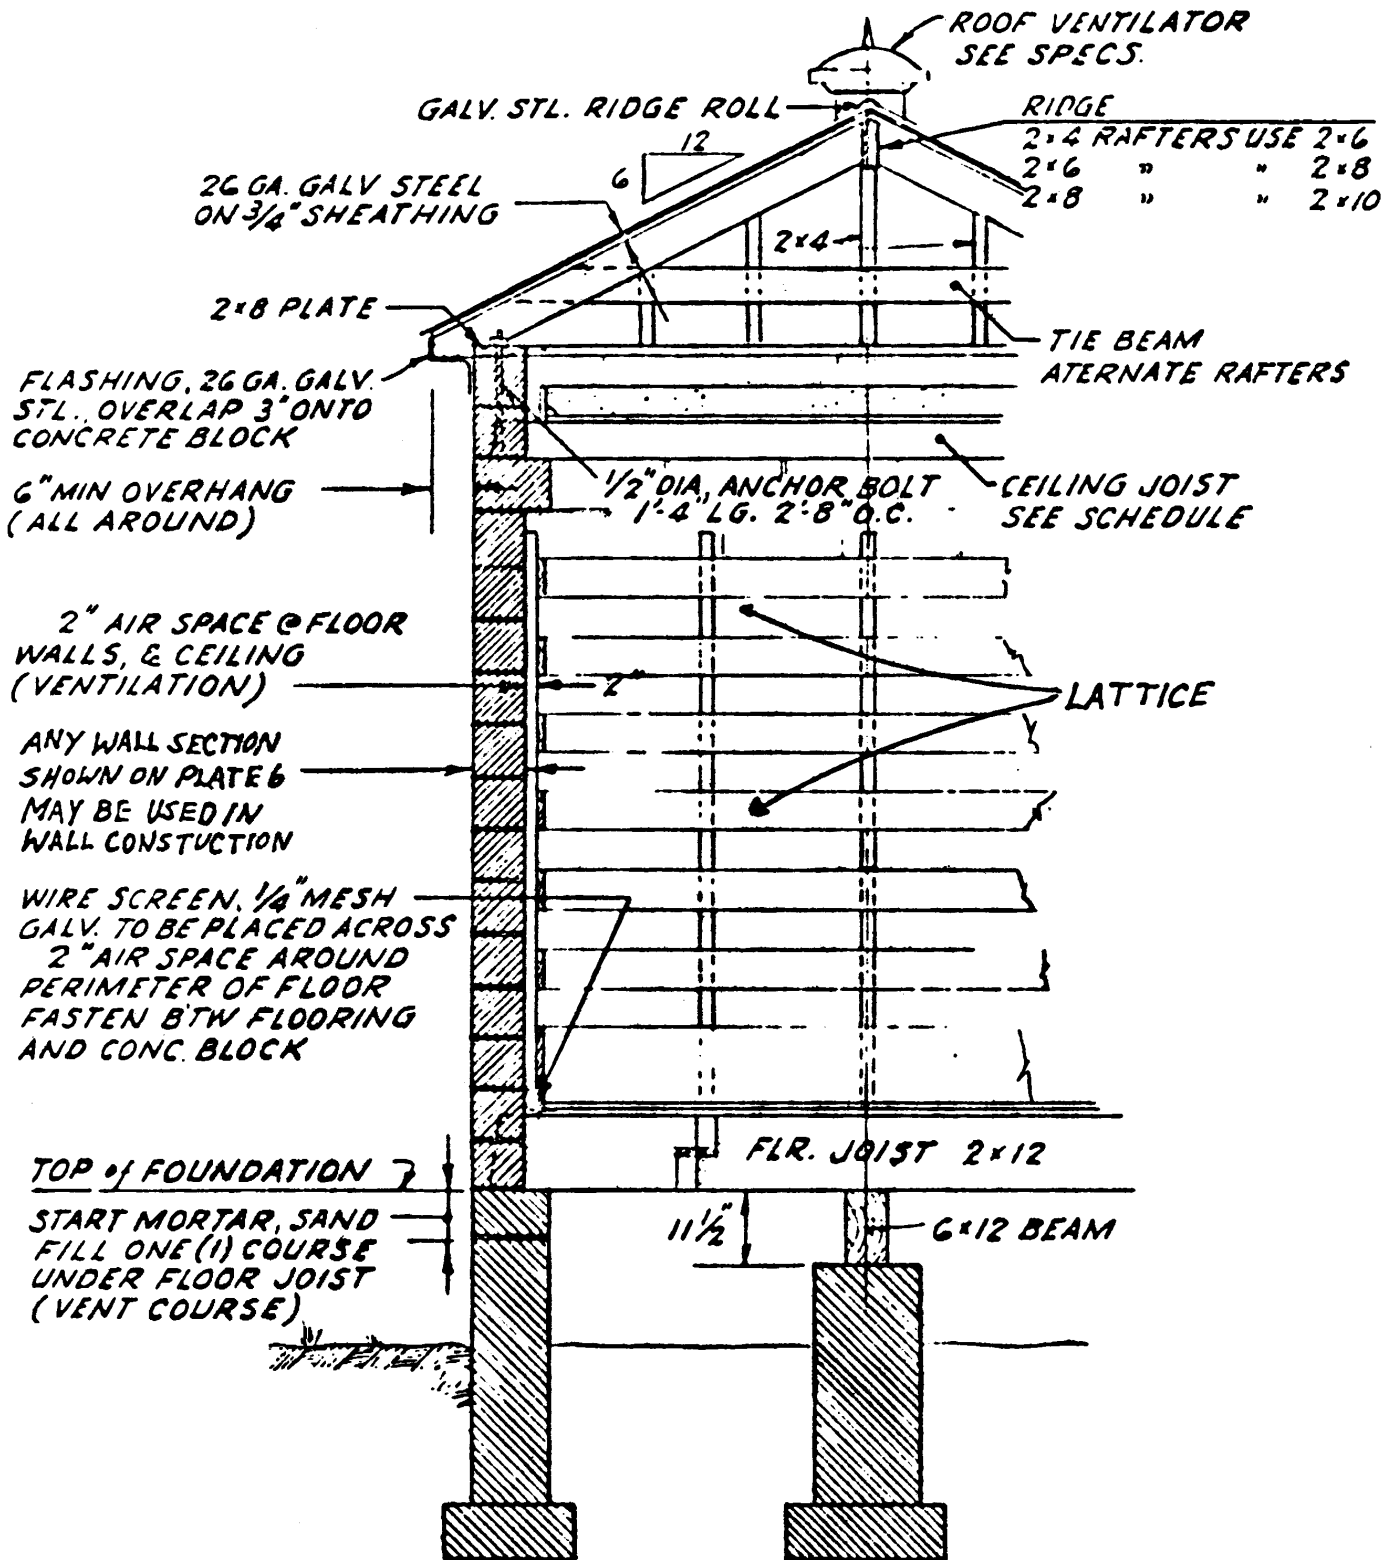 ROOF VENTILATOR
SEE SPECS.
GALV. STL. RIDGE ROLL
RIDGE
2×4 RAFTERS USE 2×6
2×6 " " 2×8
2×8 " " 2×10
12
6
26 GA. GALV STEEL
ON 3/4" SHEATHING
2×4
2×8 PLATE
TIE BEAM
ATERNATE RAFTERS
FLASHING, 26 GA. GALV.
STL., OVERLAP 3" ONTO
CONCRETE BLOCK
6" MIN OVERHANG
(ALL AROUND)
1/2" DIA., ANCHOR BOLT
1'-4" LG. 2'-8" O.C.
CEILING JOIST
SEE SCHEDULE
2" AIR SPACE @ FLOOR
WALLS, & CEILING
(VENTILATION)
2"
LATTICE
ANY WALL SECTION
SHOWN ON PLATE 6
MAY BE USED IN
WALL CONSTUCTION
WIRE SCREEN, 1/4" MESH
GALV. TO BE PLACED ACROSS
2" AIR SPACE AROUND
PERIMETER OF FLOOR
FASTEN BTW FLOORING
AND CONC. BLOCK
FLR. JOIST 2×12
TOP of FOUNDATION
START MORTAR, SAND
FILL ONE (1) COURSE
UNDER FLOOR JOIST
(VENT COURSE)
11 1/2"
6×12 BEAM